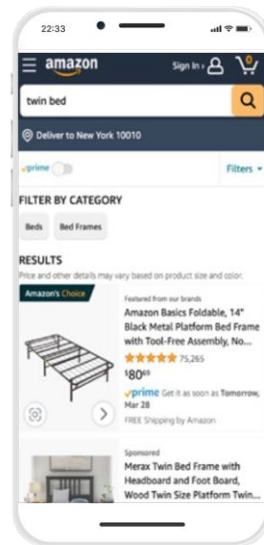 22:33
amazon
Sign In ›
0
twin bed
Deliver to New York 10010
prime
Filters
FILTER BY CATEGORY
Beds
Bed Frames
RESULTS
Price and other details may vary based on product size and color.
Amazon's Choice
Featured from our brands
Amazon Basics Foldable, 14"
Black Metal Platform Bed Frame
with Tool-Free Assembly, No...
75,265
$80
prime Get it as soon as Tomorrow,
Mar 28
FREE Shipping by Amazon
Sponsored
Merax Twin Bed Frame with
Headboard and Foot Board,
Wood Twin Size Platform Twin...